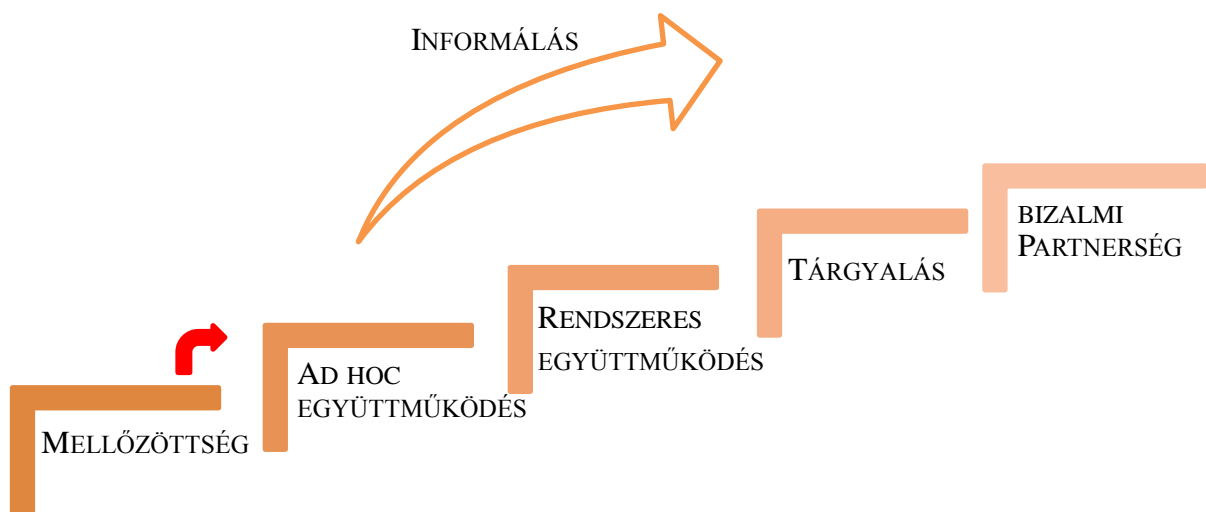 INFORMÁLÁS
MELLŐZÖTTSÉG
AD HOC
EGYÜTTMŰKÖDÉS
RENDSZERES
EGYÜTTMŰKÖDÉS
TÁRGYALÁS
BIZALMI
PARTNERSÉG